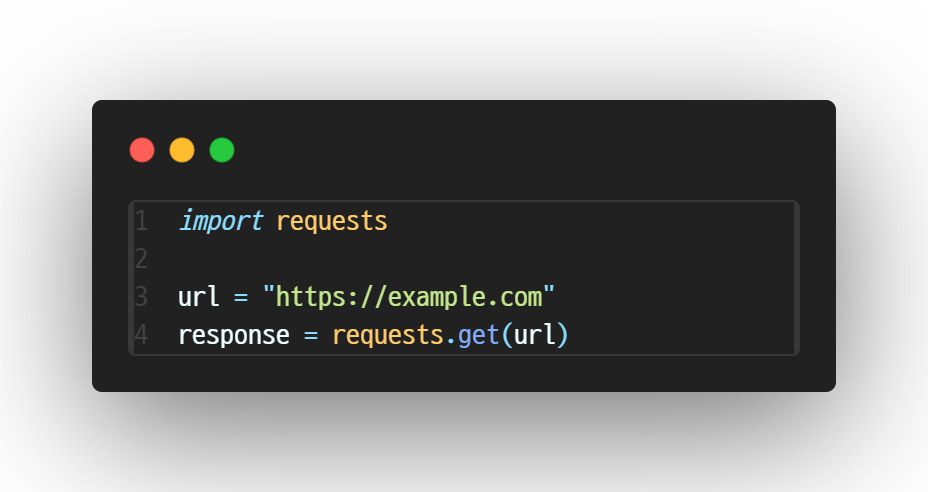 1 import requests
2
3 url = "https://example.com"
4 response = requests.get(url)